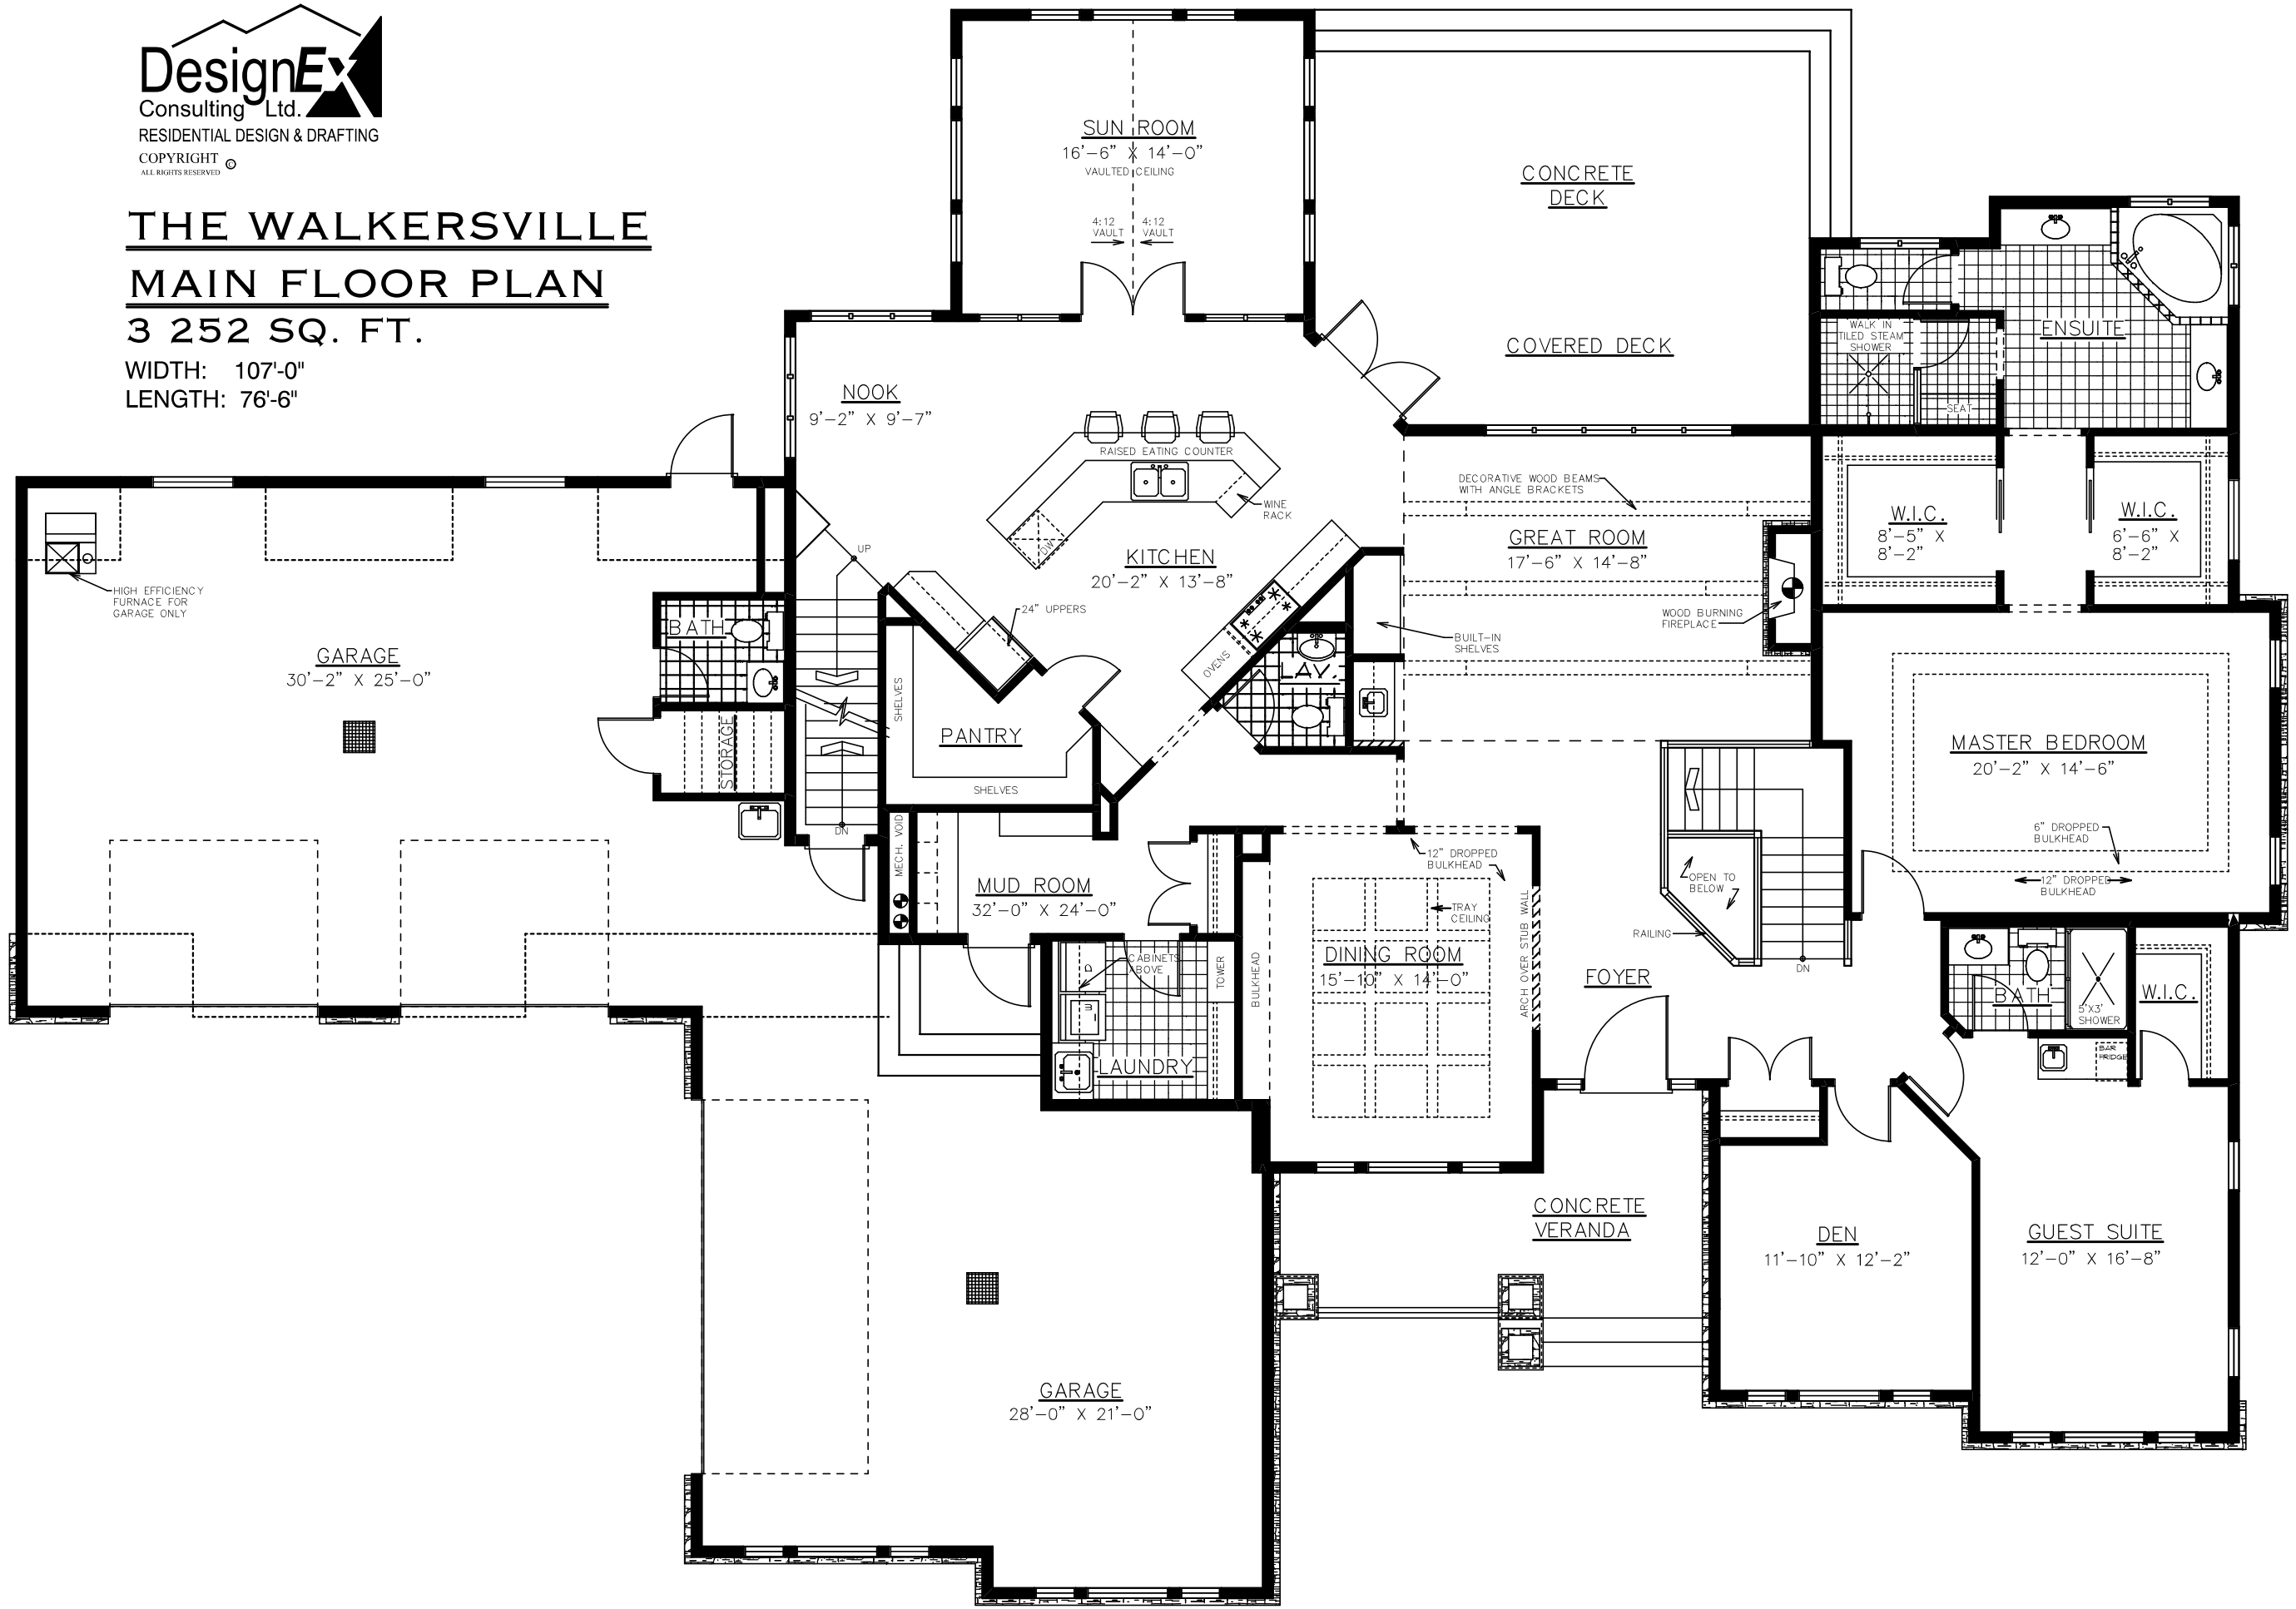 DesignEx
Consulting Ltd.
RESIDENTIAL DESIGN & DRAFTING
COPYRIGHT ©
ALL RIGHTS RESERVED
THE WALKERSVILLE
MAIN FLOOR PLAN
3 252 SQ. FT.
WIDTH: 107'-0"
LENGTH: 76'-6"
SUN ROOM
16'-6" X 14'-0"
VAULTED CEILING
4:12
VAULT
4:12
VAULT
CONCRETE
DECK
COVERED DECK
WALK IN
TILED STEAM
SHOWER
SEAT
ENSUITE
NOOK
9'-2" X 9'-7"
RAISED EATING COUNTER
WINE
RACK
DW
KITCHEN
20'-2" X 13'-8"
24" UPPERS
OVENS
DECORATIVE WOOD BEAMS
WITH ANGLE BRACKETS
GREAT ROOM
17'-6" X 14'-8"
WOOD BURNING
FIREPLACE
BUILT-IN
SHELVES
W.I.C.
8'-5" X
8'-2"
W.I.C.
6'-6" X
8'-2"
HIGH EFFICIENCY
FURNACE FOR
GARAGE ONLY
GARAGE
30'-2" X 25'-0"
BATH
STORAGE
UP
DN
SHELVES
PANTRY
SHELVES
LAV
MASTER BEDROOM
20'-2" X 14'-6"
6" DROPPED
BULKHEAD
12" DROPPED
BULKHEAD
MECH. VOID
MUD ROOM
32'-0" X 24'-0"
CABINETS
ABOVE
D
W
TOWER
LAUNDRY
BULKHEAD
12" DROPPED
BULKHEAD
TRAY
CEILING
DINING ROOM
15'-10" X 14'-0"
ARCH OVER STUB WALL
OPEN TO
BELOW
RAILING
DN
FOYER
BATH
5'X3'
SHOWER
W.I.C.
BAR
FRIDGE
CONCRETE
VERANDA
DEN
11'-10" X 12'-2"
GUEST SUITE
12'-0" X 16'-8"
GARAGE
28'-0" X 21'-0"